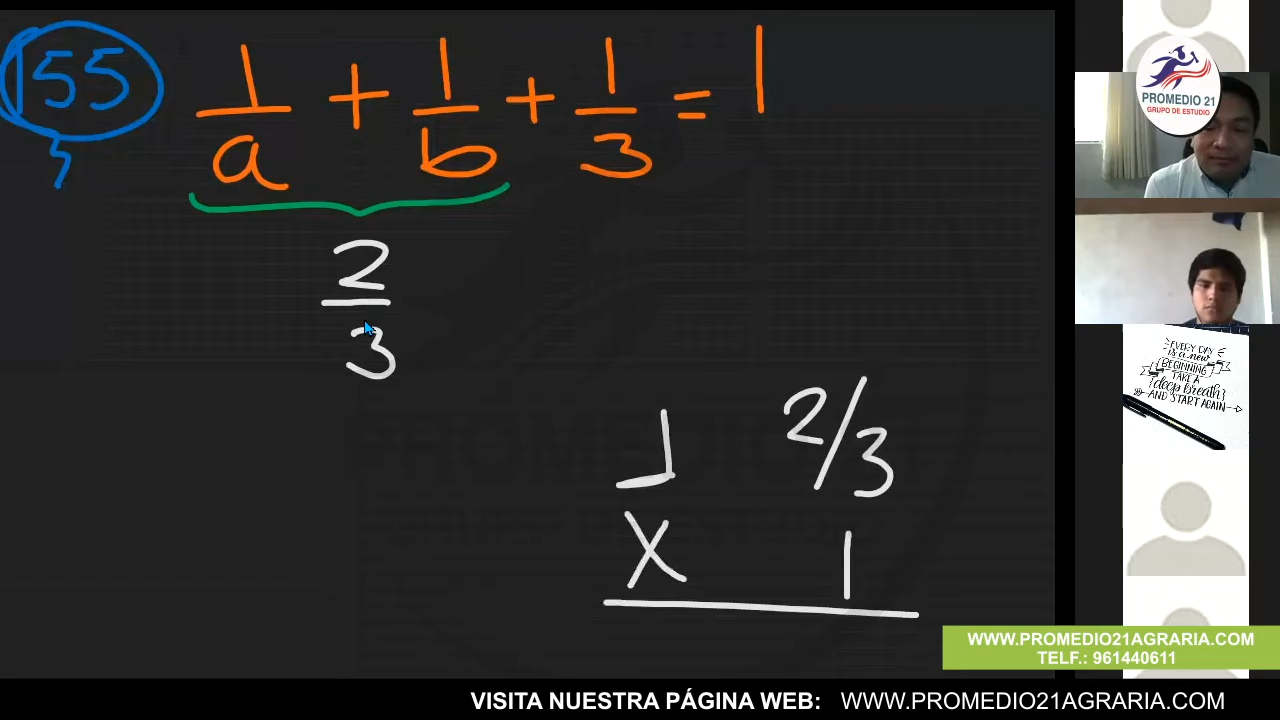 155
1/a + 1/b + 1/3 = 1
2/3
1 2/3
X 1
PROMEDIO 21
GRUPO DE ESTUDIO
EVERY DAY
is a new
BEGINNING
TAKE A
deep breath
AND START AGAIN
WWW.PROMEDIO21AGRARIA.COM
TELF.: 961440611
VISITA NUESTRA PÁGINA WEB: WWW.PROMEDIO21AGRARIA.COM